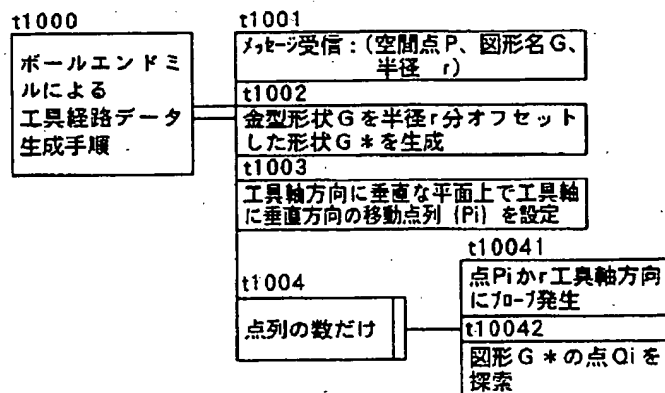 t1000
ボールエンドミ
ルによる
工具経路データ
生成手順
t1001
メッセージ受信：(空間点P、図形名G、
半径 r)
t1002
金型形状Gを半径r分オフセット
した形状G＊を生成
t1003
工具軸方向に垂直な平面上で工具軸
に垂直方向の移動点列 (Pi) を設定
t1004
点列の数だけ
t10041
点Piかr工具軸方向
にプローブ発生
t10042
図形G＊の点Qiを
探索